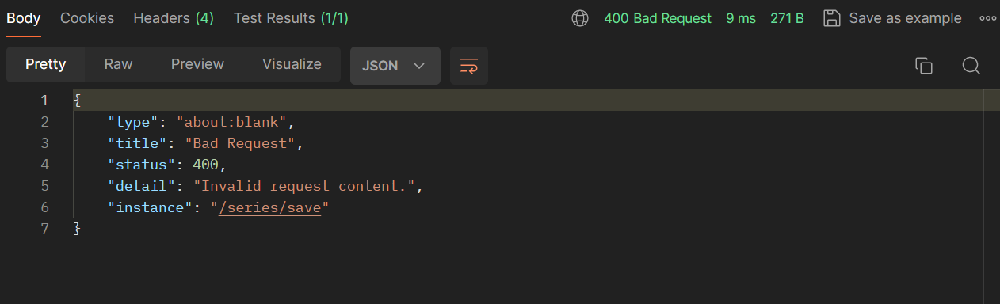 Body Cookies Headers (4) Test Results (1/1) 400 Bad Request 9 ms 271 B Save as example
Pretty Raw Preview Visualize JSON
1 {
2 "type": "about:blank",
3 "title": "Bad Request",
4 "status": 400,
5 "detail": "Invalid request content.",
6 "instance": "/series/save"
7 }